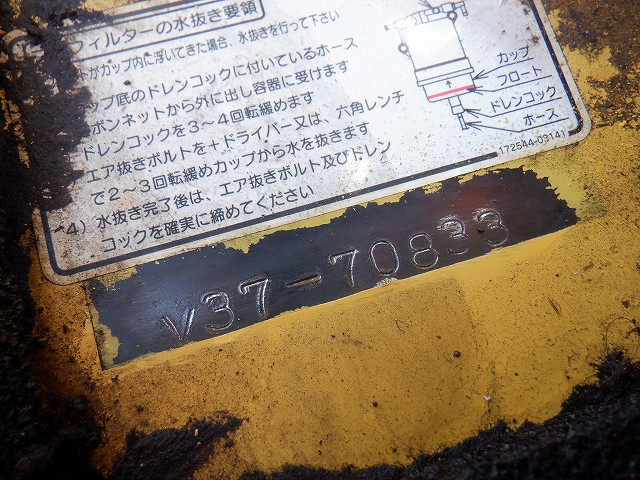 フィルターの水抜き要領
トがカップ内に浮いてきた場合、水抜きを行って下さい
ップ底のドレンコックに付いているホース
ボンネットから外に出し容器に受けます
ドレンコックを3〜4回転緩めます
エア抜きボルトを+ドライバー又は、六角レンチ
で2〜3回転緩めカップから水を抜きます
4) 水抜き完了後は、エア抜きボルト及びドレン
コックを確実に締めてください
カップ
フロート
ドレンコック
ホース
172544-03141
V37-70833